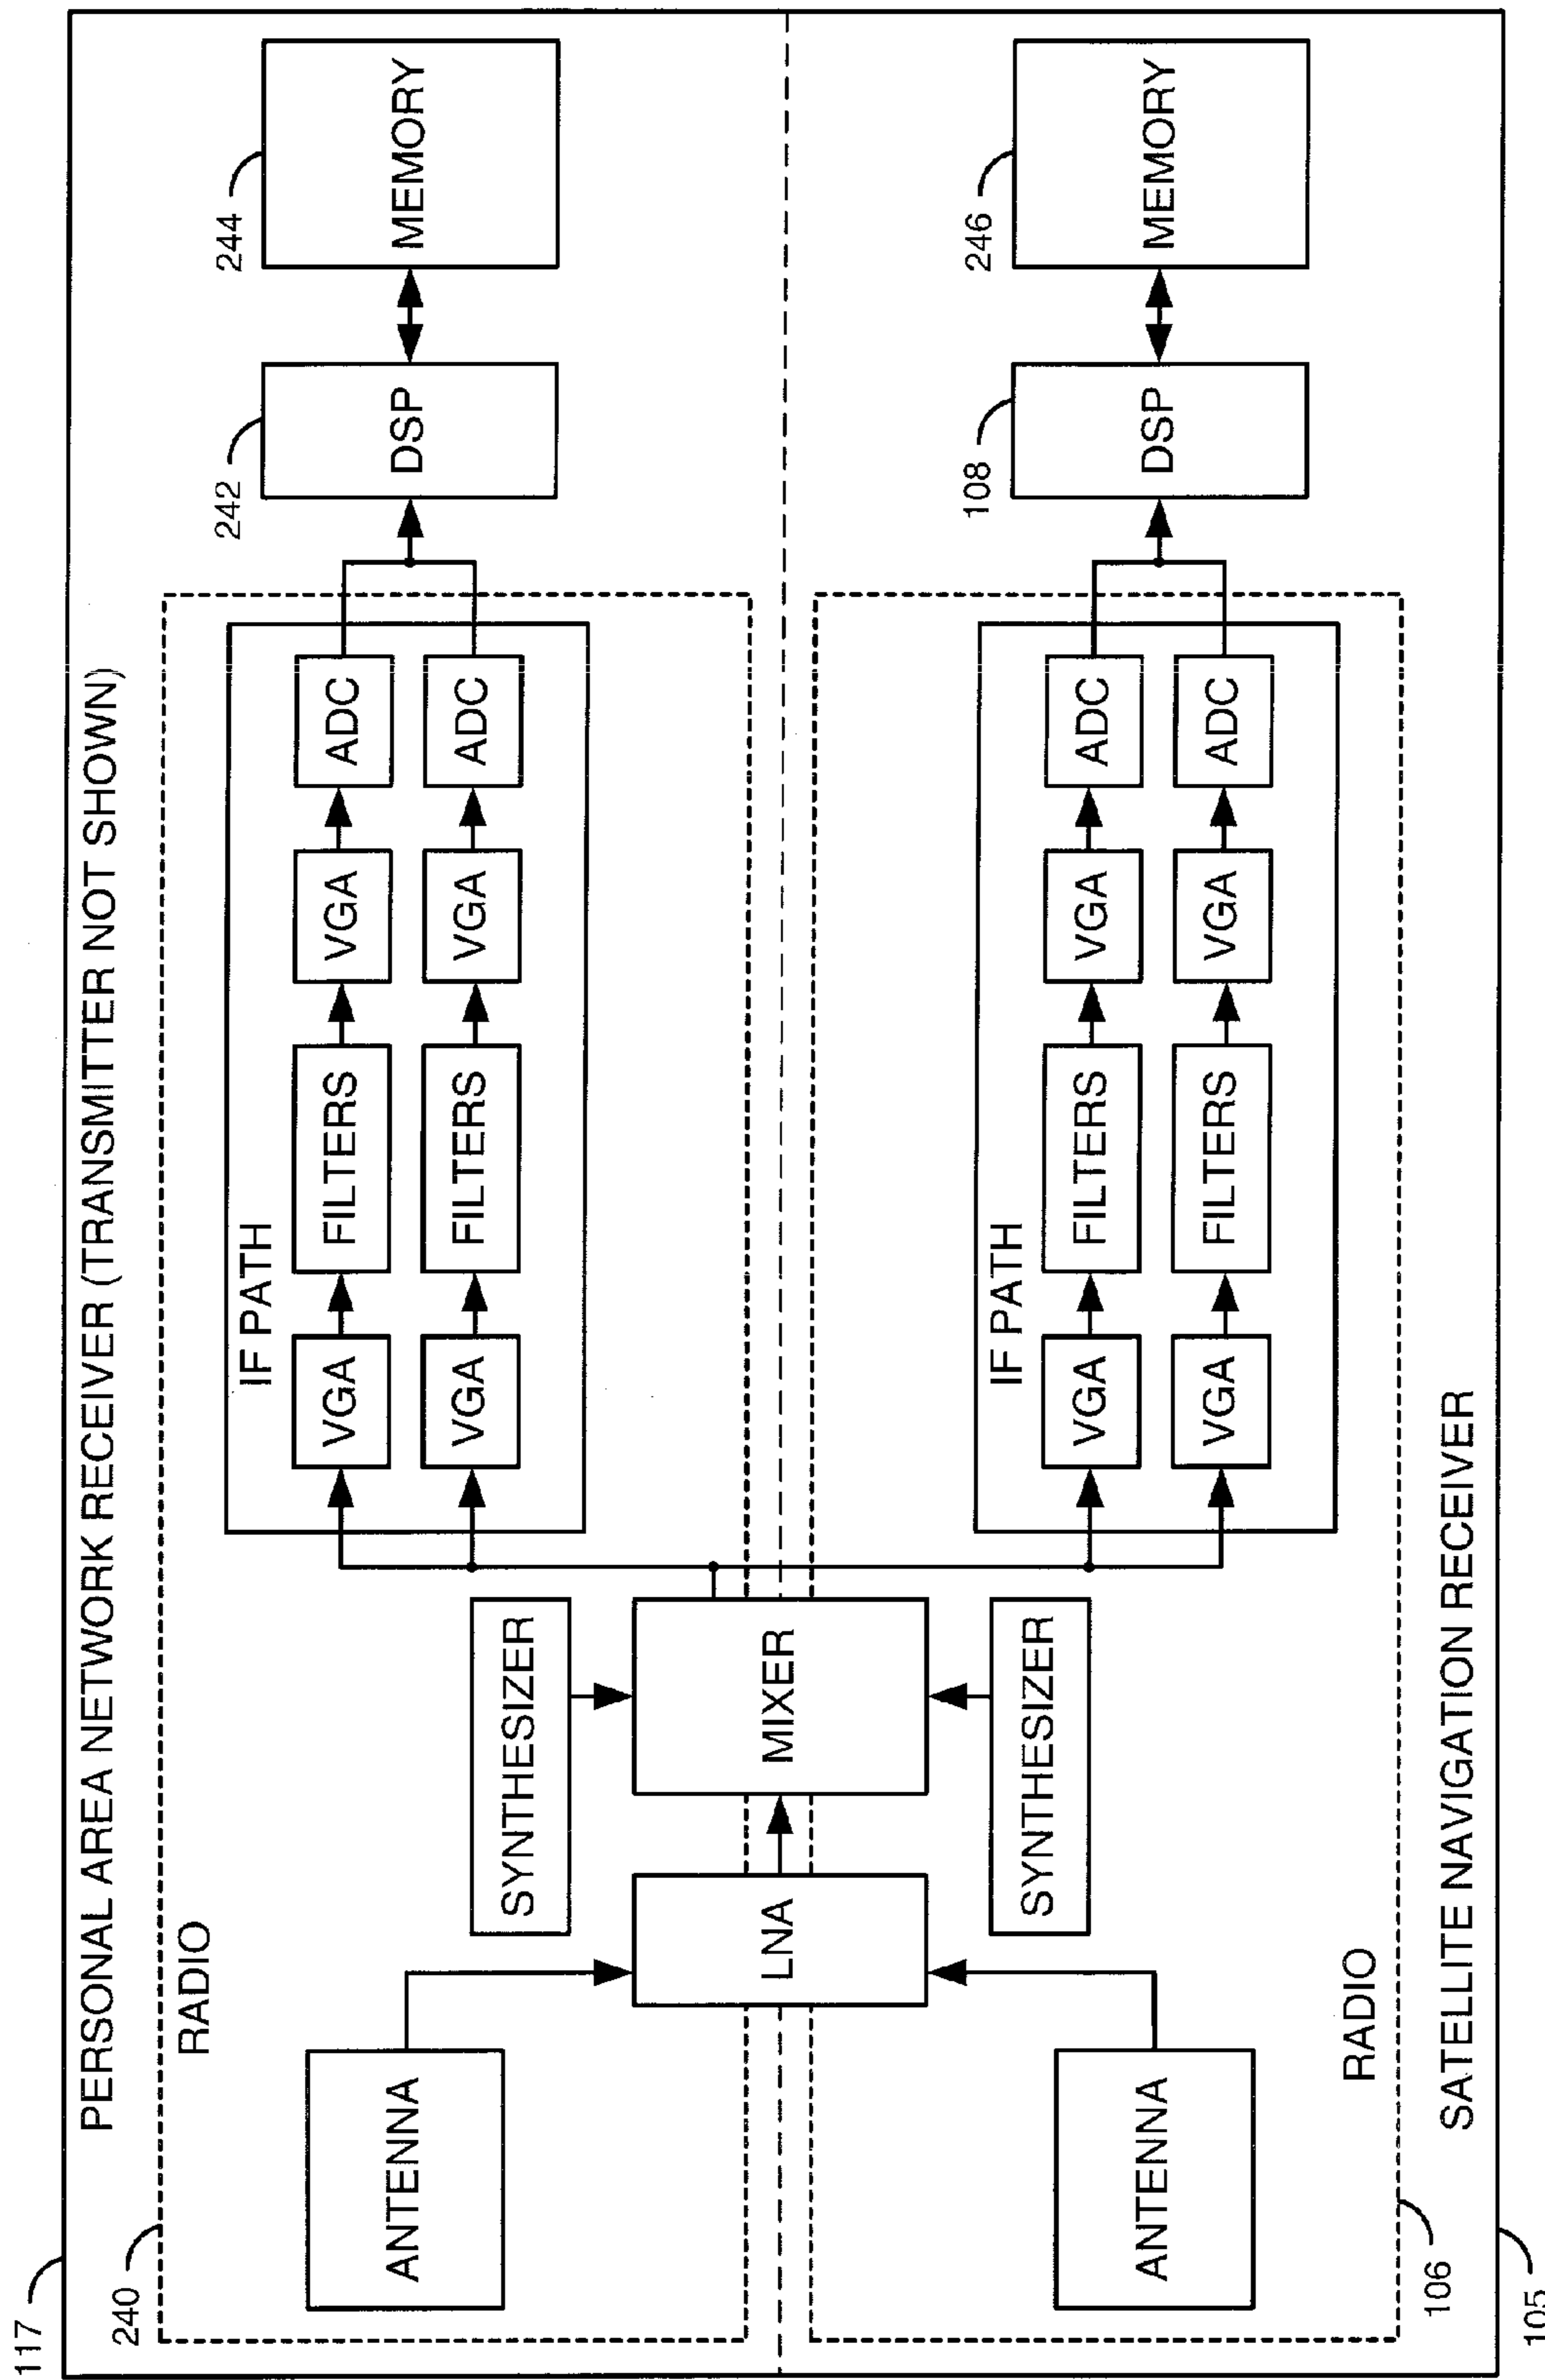 117
PERSONAL AREA NETWORK RECEIVER (TRANSMITTER NOT SHOWN)
240
RADIO
244
242
IF PATH
VGA
FILTERS
VGA
ADC
VGA
FILTERS
VGA
ADC
DSP
MEMORY
ANTENNA
SYNTHESIZER
LNA
MIXER
SYNTHESIZER
246
108
IF PATH
VGA
FILTERS
VGA
ADC
VGA
FILTERS
VGA
ADC
DSP
MEMORY
ANTENNA
RADIO
106
SATELLITE NAVIGATION RECEIVER
105